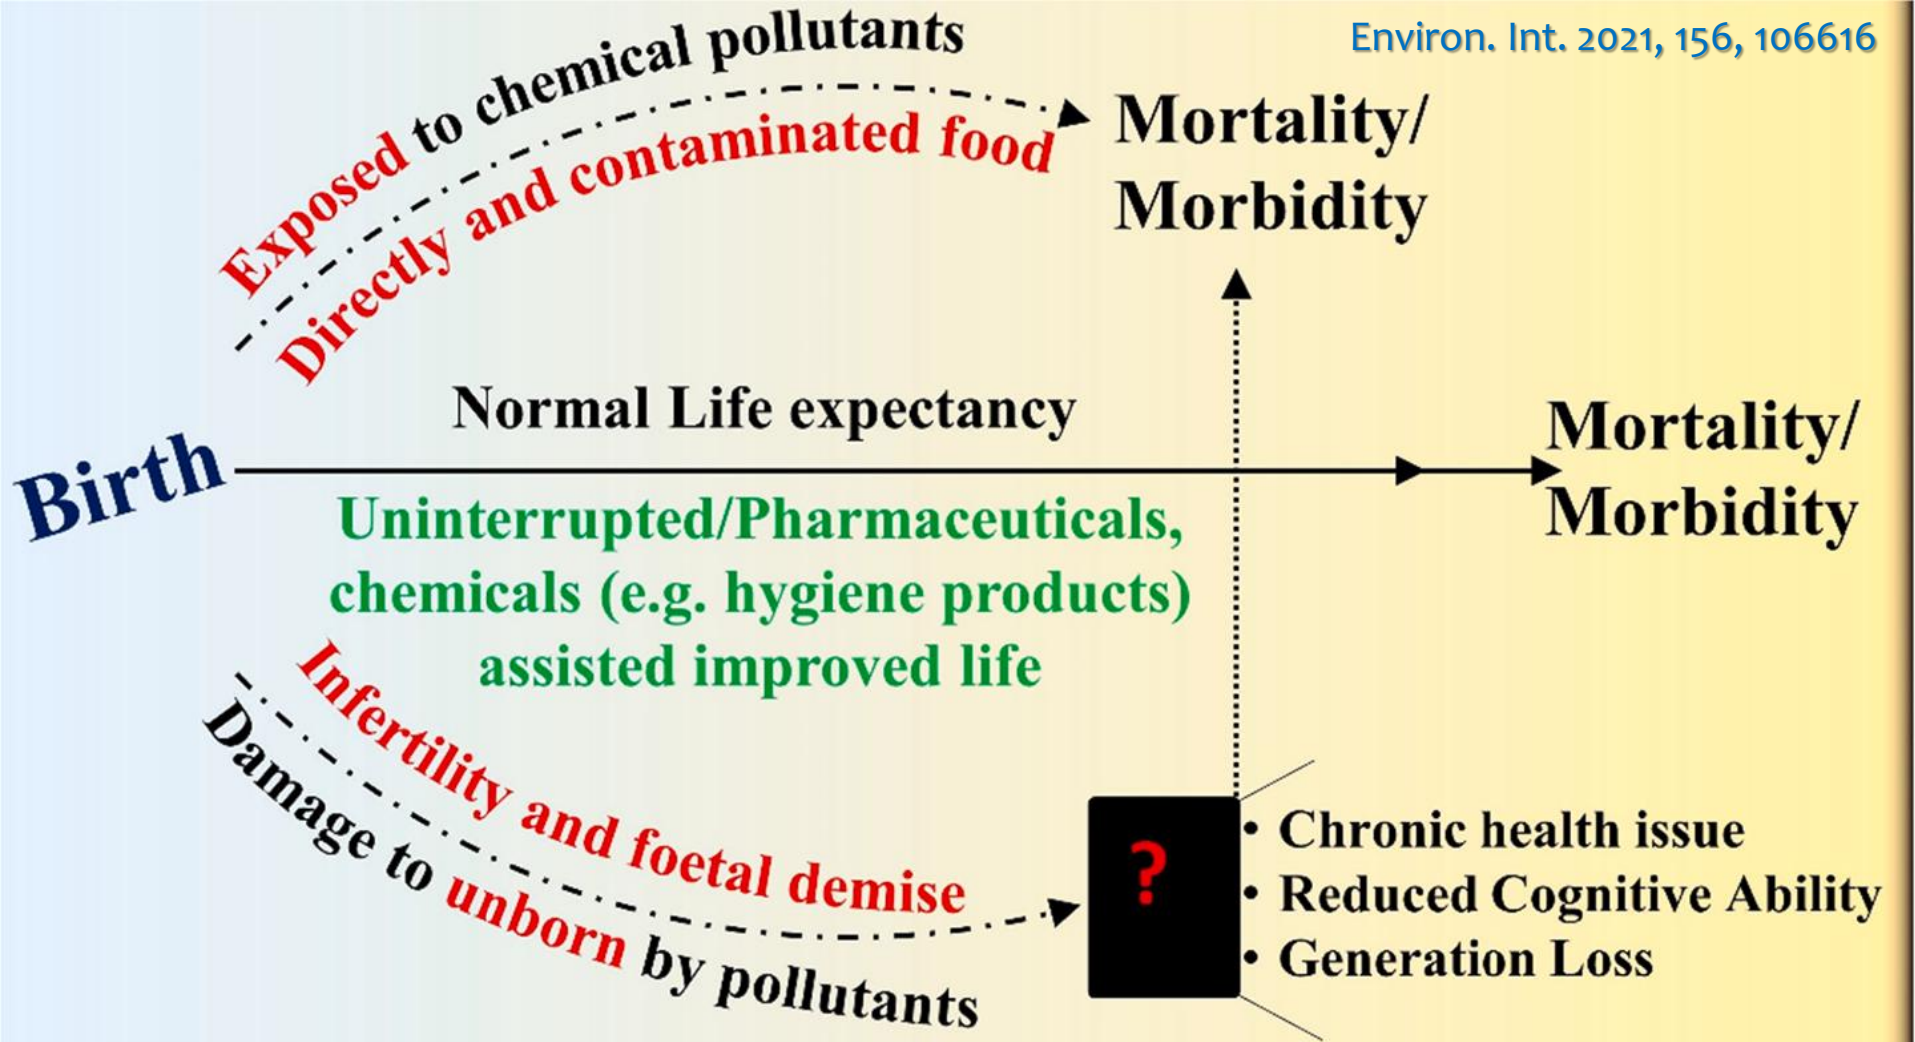 Environ. Int. 2021, 156, 106616
Exposed to chemical pollutants
Directly and contaminated food
Mortality/
Morbidity
Normal Life expectancy
Birth
Mortality/
Morbidity
Uninterrupted/Pharmaceuticals,
chemicals (e.g. hygiene products)
assisted improved life
Infertility and foetal demise
Damage to unborn by pollutants
?
• Chronic health issue
• Reduced Cognitive Ability
• Generation Loss